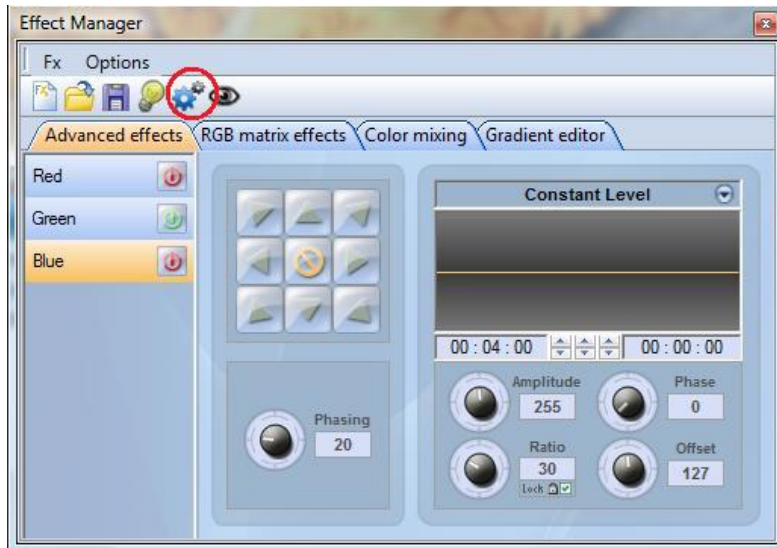 Effect Manager
Fx Options
Advanced effects RGB matrix effects Color mixing Gradient editor
Red
Green
Blue
Phasing
20
Constant Level
00 : 04 : 00 00 : 00 : 00
Amplitude
255
Phase
0
Ratio
30
Lock
Offset
127